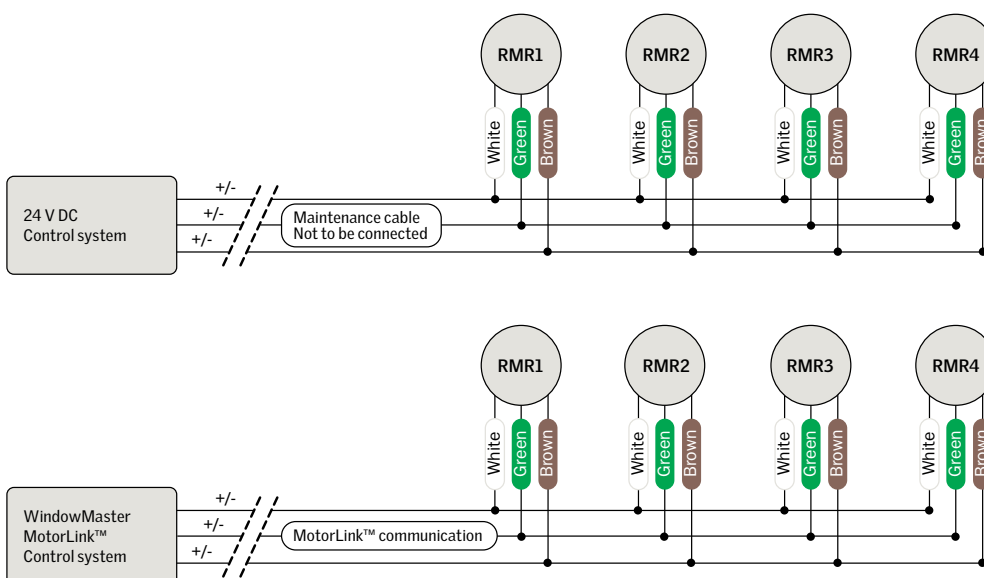 RMR1 RMR2 RMR3 RMR4
White Green Brown White Green Brown White Green Brown White Green Brown
24 V DC
Control system
+/-
+/-
+/-
Maintenance cable
Not to be connected
RMR1 RMR2 RMR3 RMR4
White Green Brown White Green Brown White Green Brown White Green Brown
WindowMaster
MotorLink™
Control system
+/-
+/-
+/-
MotorLink™ communication